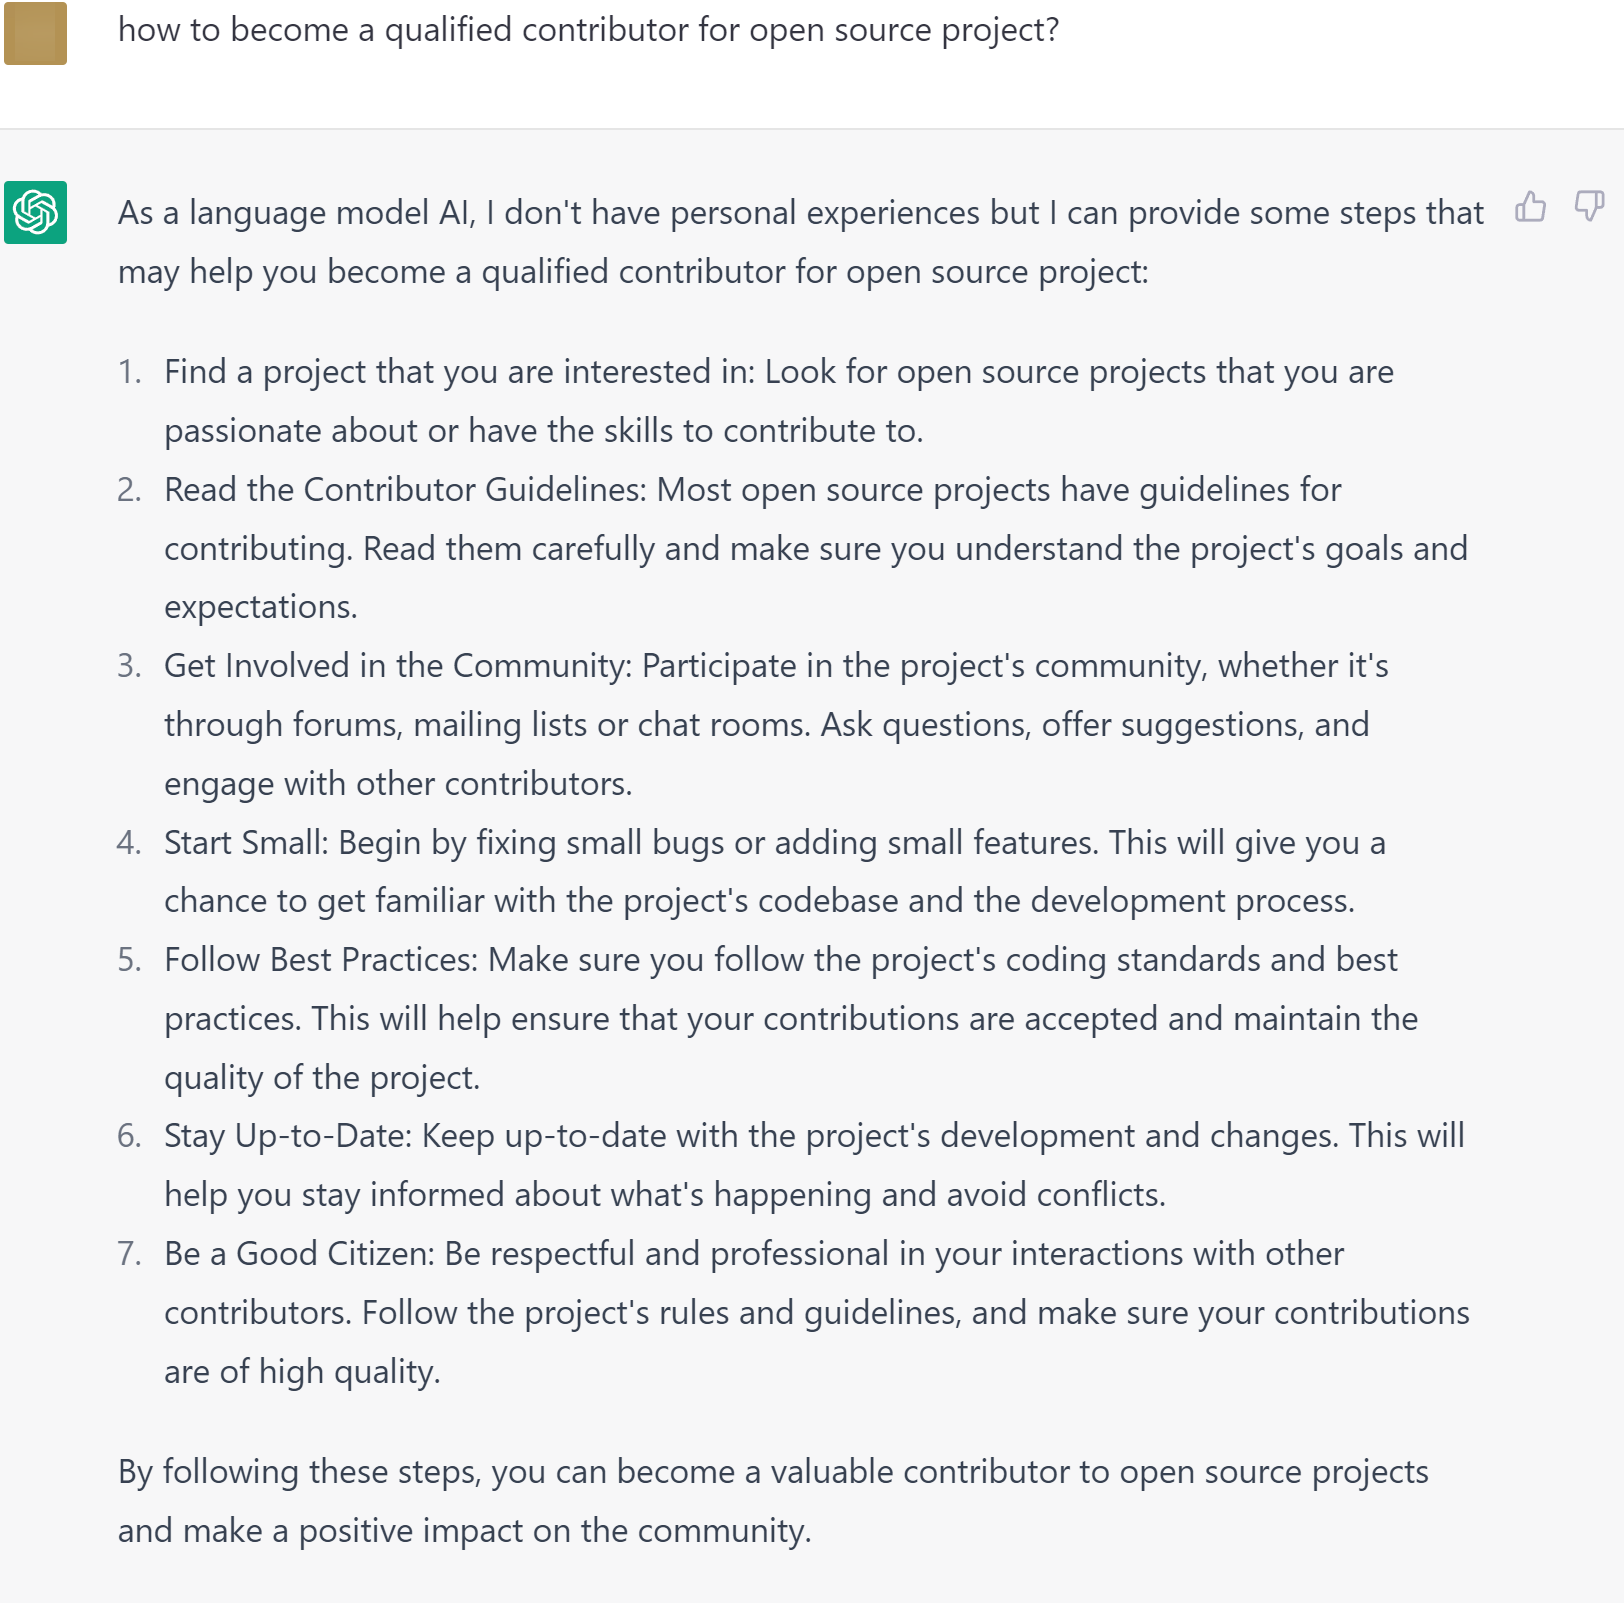 how to become a qualified contributor for open source project?
As a language model AI, I don't have personal experiences but I can provide some steps that
may help you become a qualified contributor for open source project:
1. Find a project that you are interested in: Look for open source projects that you are
passionate about or have the skills to contribute to.
2. Read the Contributor Guidelines: Most open source projects have guidelines for
contributing. Read them carefully and make sure you understand the project's goals and
expectations.
3. Get Involved in the Community: Participate in the project's community, whether it's
through forums, mailing lists or chat rooms. Ask questions, offer suggestions, and
engage with other contributors.
4. Start Small: Begin by fixing small bugs or adding small features. This will give you a
chance to get familiar with the project's codebase and the development process.
5. Follow Best Practices: Make sure you follow the project's coding standards and best
practices. This will help ensure that your contributions are accepted and maintain the
quality of the project.
6. Stay Up-to-Date: Keep up-to-date with the project's development and changes. This will
help you stay informed about what's happening and avoid conflicts.
7. Be a Good Citizen: Be respectful and professional in your interactions with other
contributors. Follow the project's rules and guidelines, and make sure your contributions
are of high quality.
By following these steps, you can become a valuable contributor to open source projects
and make a positive impact on the community.